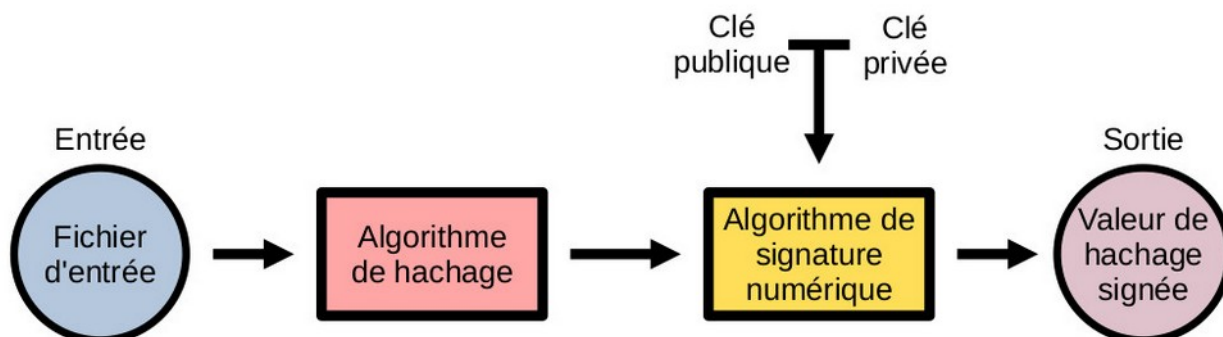 Clé
publique
Clé
privée
Entrée
Fichier
d'entrée
Algorithme
de hachage
Algorithme de
signature
numérique
Sortie
Valeur de
hachage
signée